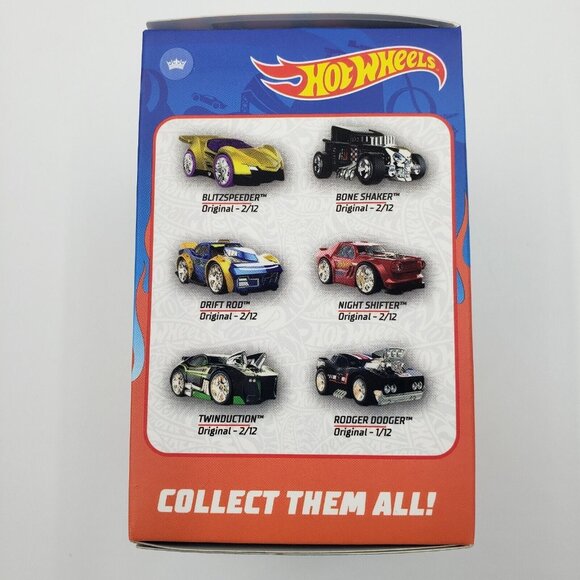 HOT WHEELS
BLITZSPEEDER™
Original - 2/12
BONE SHAKER™
Original - 2/12
DRIFT ROD™
Original - 2/12
NIGHT SHIFTER™
Original - 2/12
TWINDUCTION™
Original - 2/12
RODGER DODGER™
Original - 1/12
COLLECT THEM ALL!